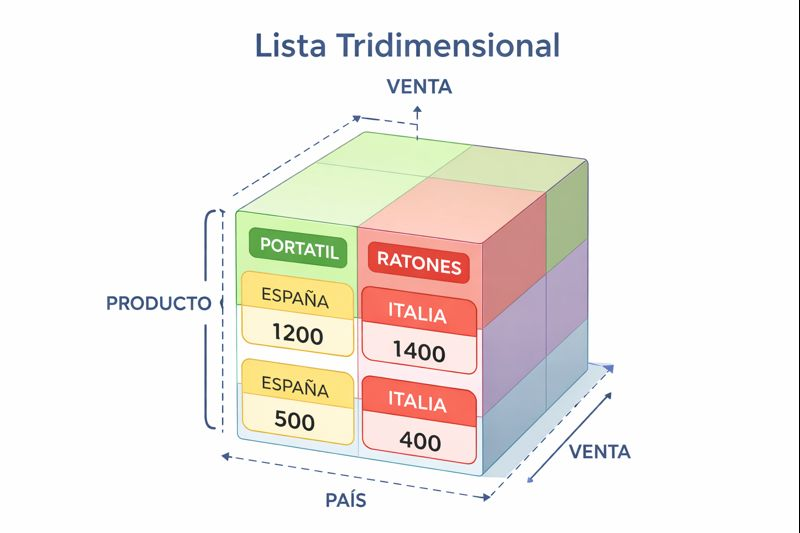 Lista Tridimensional
VENTA
PORTATIL
RATONES
PRODUCTO
ESPAÑA
1200
ITALIA
1400
ESPAÑA
500
ITALIA
400
VENTA
PAÍS